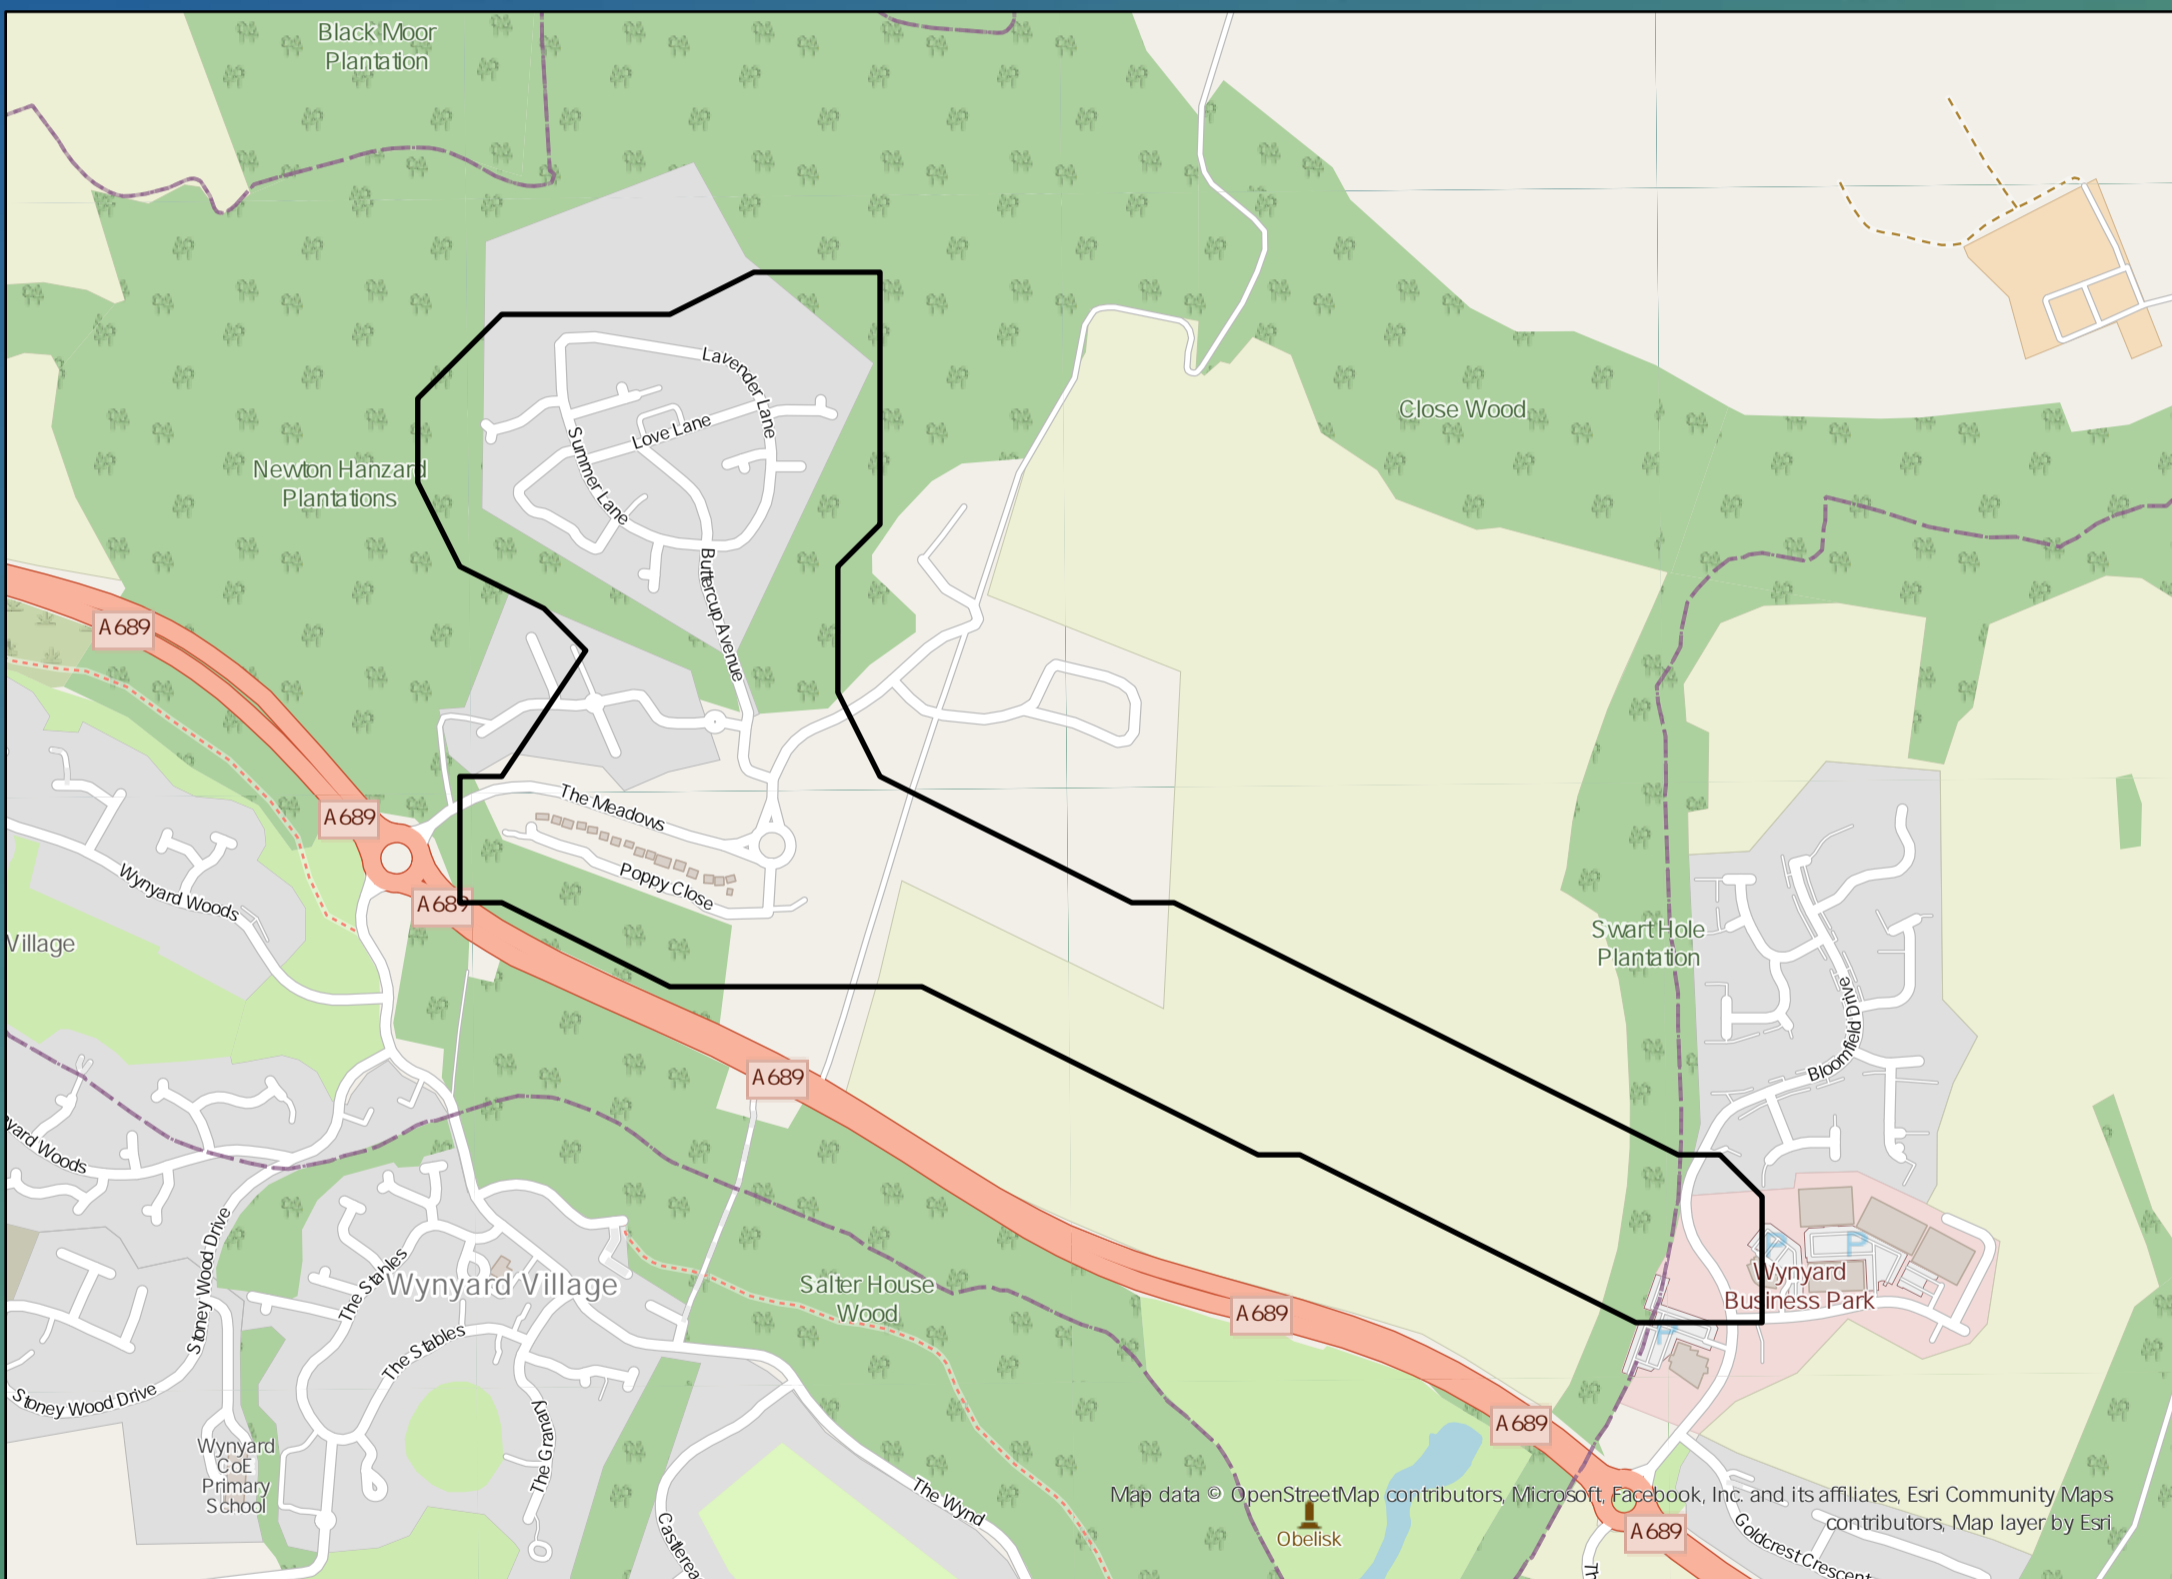 Black Moor
Plantation
Lavender Lane
Close Wood
Love Lane
Summer Lane
Newton Hanzard
Plantations
Buttercup Avenue
A689
The Meadows
A689
Poppy Close
Wynyard Woods
A689
Village
Swart Hole
Plantation
Bloomfield Drive
A689
yard Woods
Stoney Wood Drive
The Stables
Wynyard Village
Salter House
Wood
Wynyard
Business Park
P
P
P
A689
The Stables
Stoney Wood Drive
The Granary
A689
Wynyard
CoE
Primary
School
The Wynd
Castlerea
Map data © OpenStreetMap contributors, Microsoft, Facebook, Inc. and its affiliates, Esri Community Maps
contributors, Map layer by Esri
Obelisk
A689
Goldcrest Crescent
Th